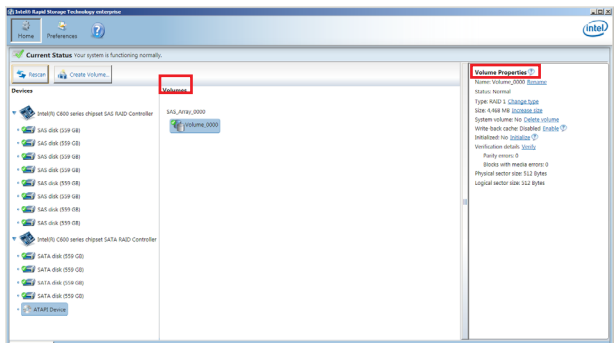 Intel® Rapid Storage Technology enterprise
Home
Preferences
intel
Current Status Your system is functioning normally.
Rescan
Create Volume...
Devices
Intel(R) C600 series chipset SAS RAID Controller
SAS disk (559 GB)
SAS disk (559 GB)
SAS disk (559 GB)
SAS disk (559 GB)
SAS disk (559 GB)
SAS disk (559 GB)
SAS disk (559 GB)
SAS disk (559 GB)
Intel(R) C600 series chipset SATA RAID Controller
SATA disk (559 GB)
SATA disk (559 GB)
SATA disk (559 GB)
SATA disk (559 GB)
ATAPI Device
Volumes
SAS_Array_0000
Volume_0000
Volume Properties ?
Name: Volume_0000 Rename
Status: Normal
Type: RAID 1 Change type
Size: 4,468 MB Increase size
System volume: No Delete volume
Write-back cache: Disabled Enable ?
Initialized: No Initialize ?
Verification details Verify
Parity errors: 0
Blocks with media errors: 0
Physical sector size: 512 Bytes
Logical sector size: 512 Bytes